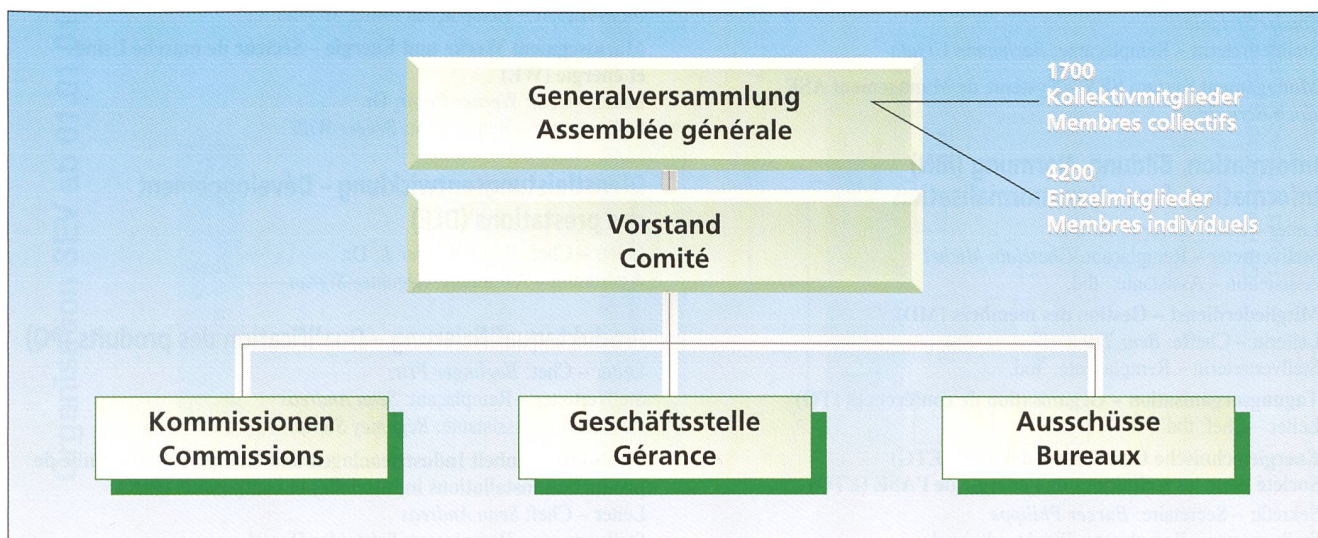 Generalversammlung
Assemblée générale
1700
Kollektivmitglieder
Membres collectifs
4200
Einzelmitglieder
Membres individuels
Vorstand
Comité
Kommissionen
Commissions
Geschäftsstelle
Gérance
Ausschüsse
Bureaux